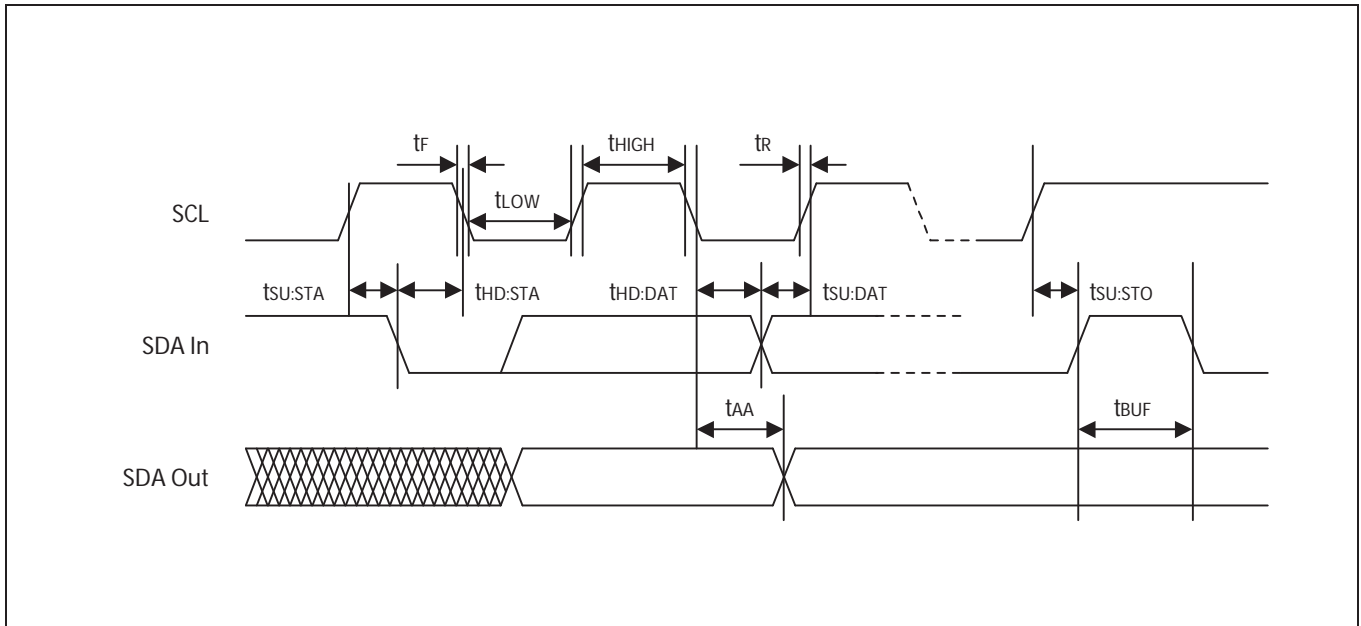 tF
tHIGH
tR
SCL
tLOW
tSU:STA
tHD:STA
tHD:DAT
tSU:DAT
tSU:STO
SDA In
tAA
tBUF
SDA Out